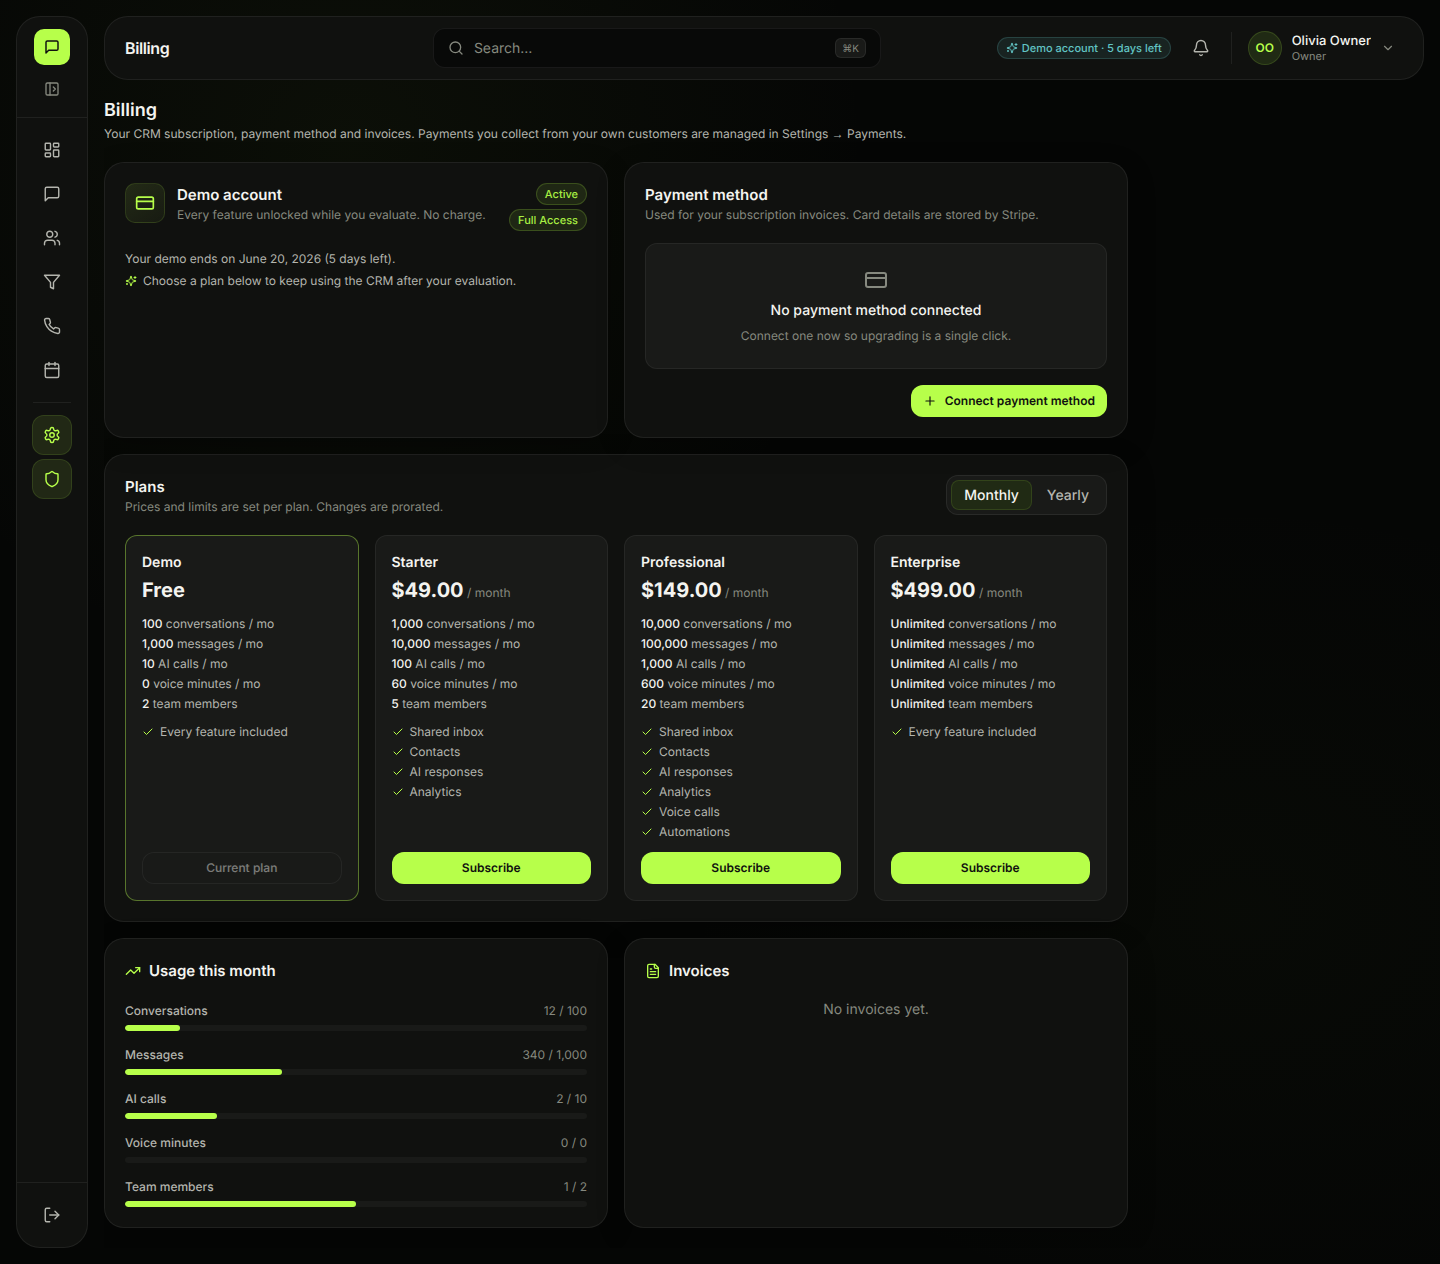 Billing
Search...
⌘K
Demo account · 5 days left
OO
Olivia Owner
Owner
Billing
Your CRM subscription, payment method and invoices. Payments you collect from your own customers are managed in Settings → Payments.
Demo account
Every feature unlocked while you evaluate. No charge.
Active
Full Access
Your demo ends on June 20, 2026 (5 days left).
Choose a plan below to keep using the CRM after your evaluation.
Payment method
Used for your subscription invoices. Card details are stored by Stripe.
No payment method connected
Connect one now so upgrading is a single click.
Connect payment method
Plans
Prices and limits are set per plan. Changes are prorated.
Monthly
Yearly
Demo
Free
100 conversations / mo
1,000 messages / mo
10 AI calls / mo
0 voice minutes / mo
2 team members
Every feature included
Current plan
Starter
$49.00 / month
1,000 conversations / mo
10,000 messages / mo
100 AI calls / mo
60 voice minutes / mo
5 team members
Shared inbox
Contacts
AI responses
Analytics
Subscribe
Professional
$149.00 / month
10,000 conversations / mo
100,000 messages / mo
1,000 AI calls / mo
600 voice minutes / mo
20 team members
Shared inbox
Contacts
AI responses
Analytics
Voice calls
Automations
Subscribe
Enterprise
$499.00 / month
Unlimited conversations / mo
Unlimited messages / mo
Unlimited AI calls / mo
Unlimited voice minutes / mo
Unlimited team members
Every feature included
Subscribe
Usage this month
Conversations
12 / 100
Messages
340 / 1,000
AI calls
2 / 10
Voice minutes
0 / 0
Team members
1 / 2
Invoices
No invoices yet.